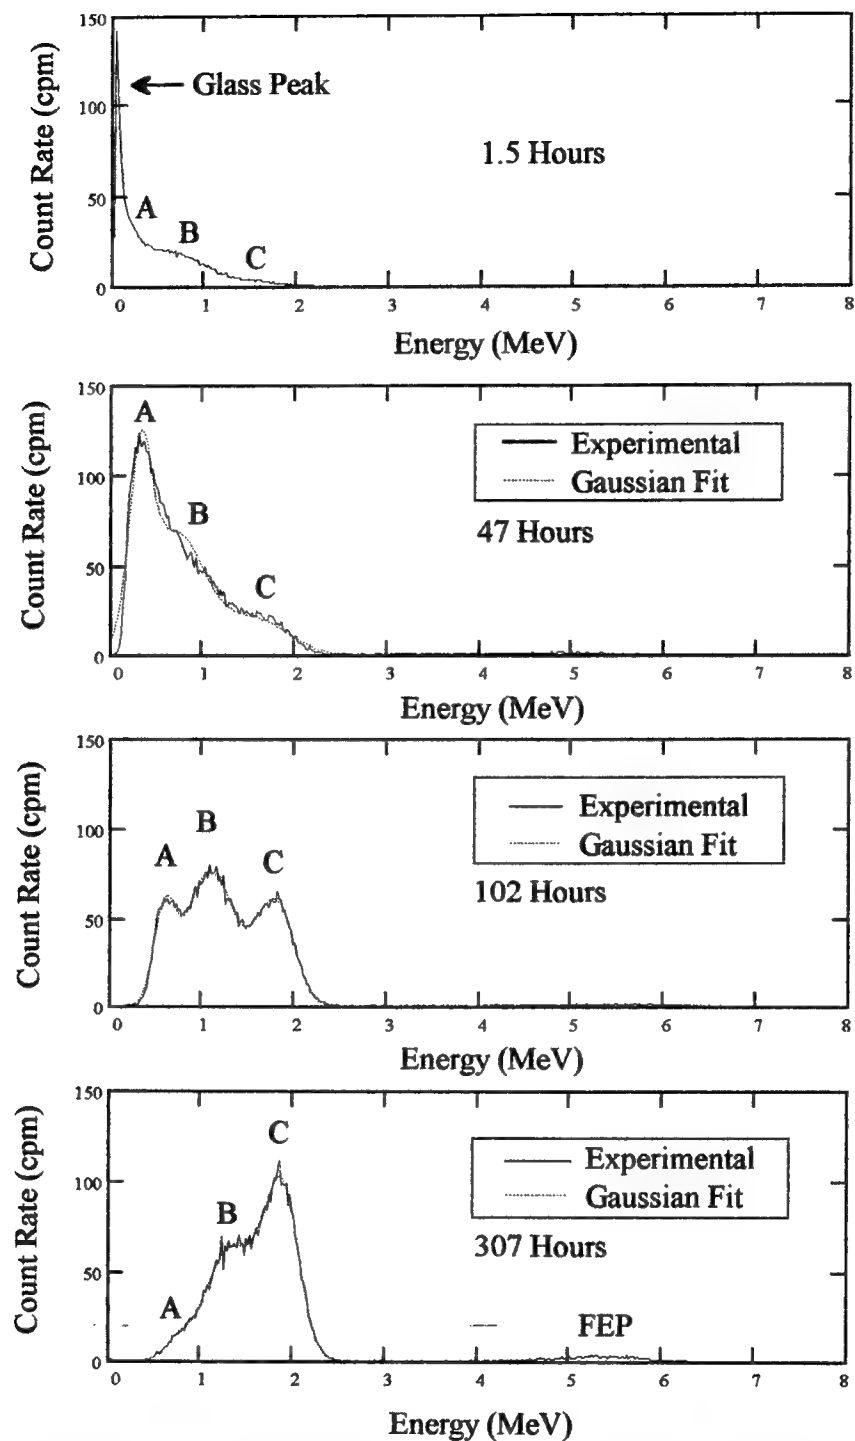 150
100
50
0
Count Rate (cpm)
Glass Peak
1.5 Hours
A
B
C
0 1 2 3 4 5 6 7 8
Energy (MeV)
150
100
50
0
Count Rate (cpm)
A
B
C
Experimental
Gaussian Fit
47 Hours
0 1 2 3 4 5 6 7 8
Energy (MeV)
150
100
50
0
Count Rate (cpm)
A
B
C
Experimental
Gaussian Fit
102 Hours
0 1 2 3 4 5 6 7 8
Energy (MeV)
150
100
50
0
Count Rate (cpm)
A
B
C
Experimental
Gaussian Fit
307 Hours
FEP
0 1 2 3 4 5 6 7 8
Energy (MeV)